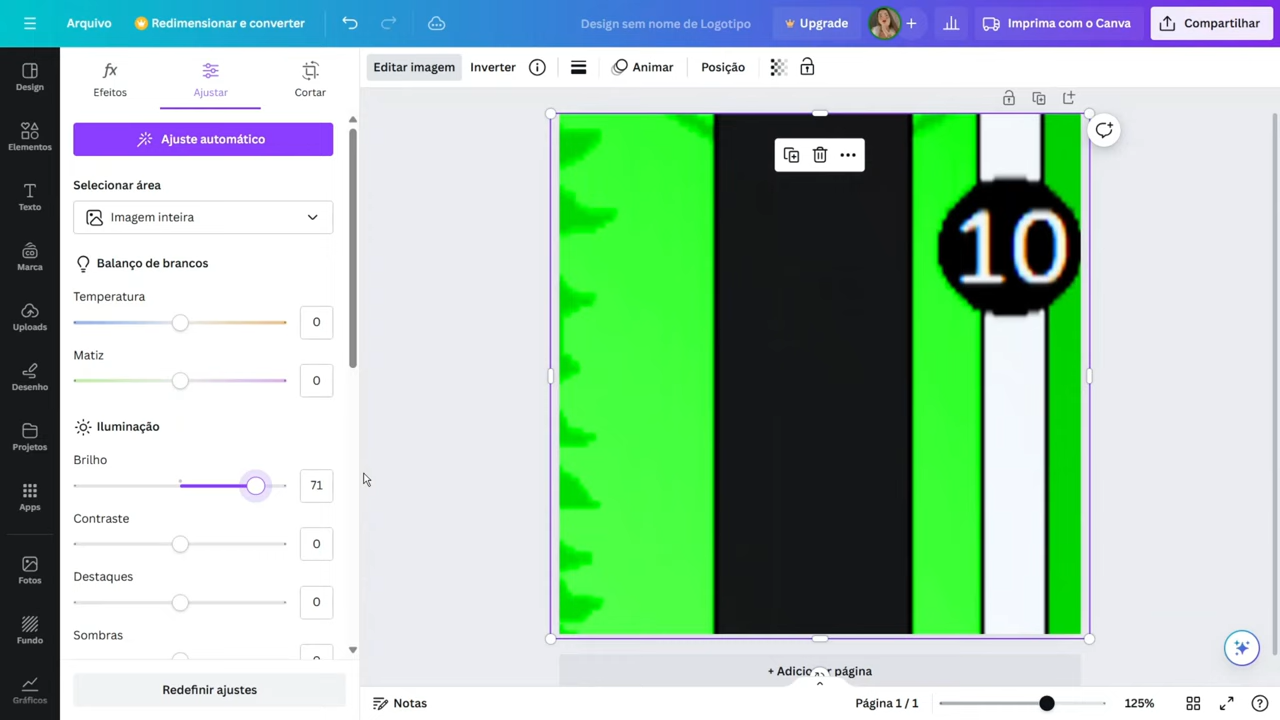 Arquivo
Redimensionar e converter
Design sem nome de Logotipo
Upgrade
Imprima com o Canva
Compartilhar
Design
Elementos
Texto
Marca
Uploads
Desenho
Projetos
Apps
Fotos
Fundo
Gráficos
fx
Efeitos
Ajustar
Cortar
Ajuste automático
Selecionar área
Imagem inteira
Balanço de brancos
Temperatura
0
Matiz
0
Iluminação
Brilho
71
Contraste
0
Destaques
0
Sombras
Redefinir ajustes
Editar imagem
Inverter
Animar
Posição
10
+ Adicionar página
Notas
Página 1 / 1
125%